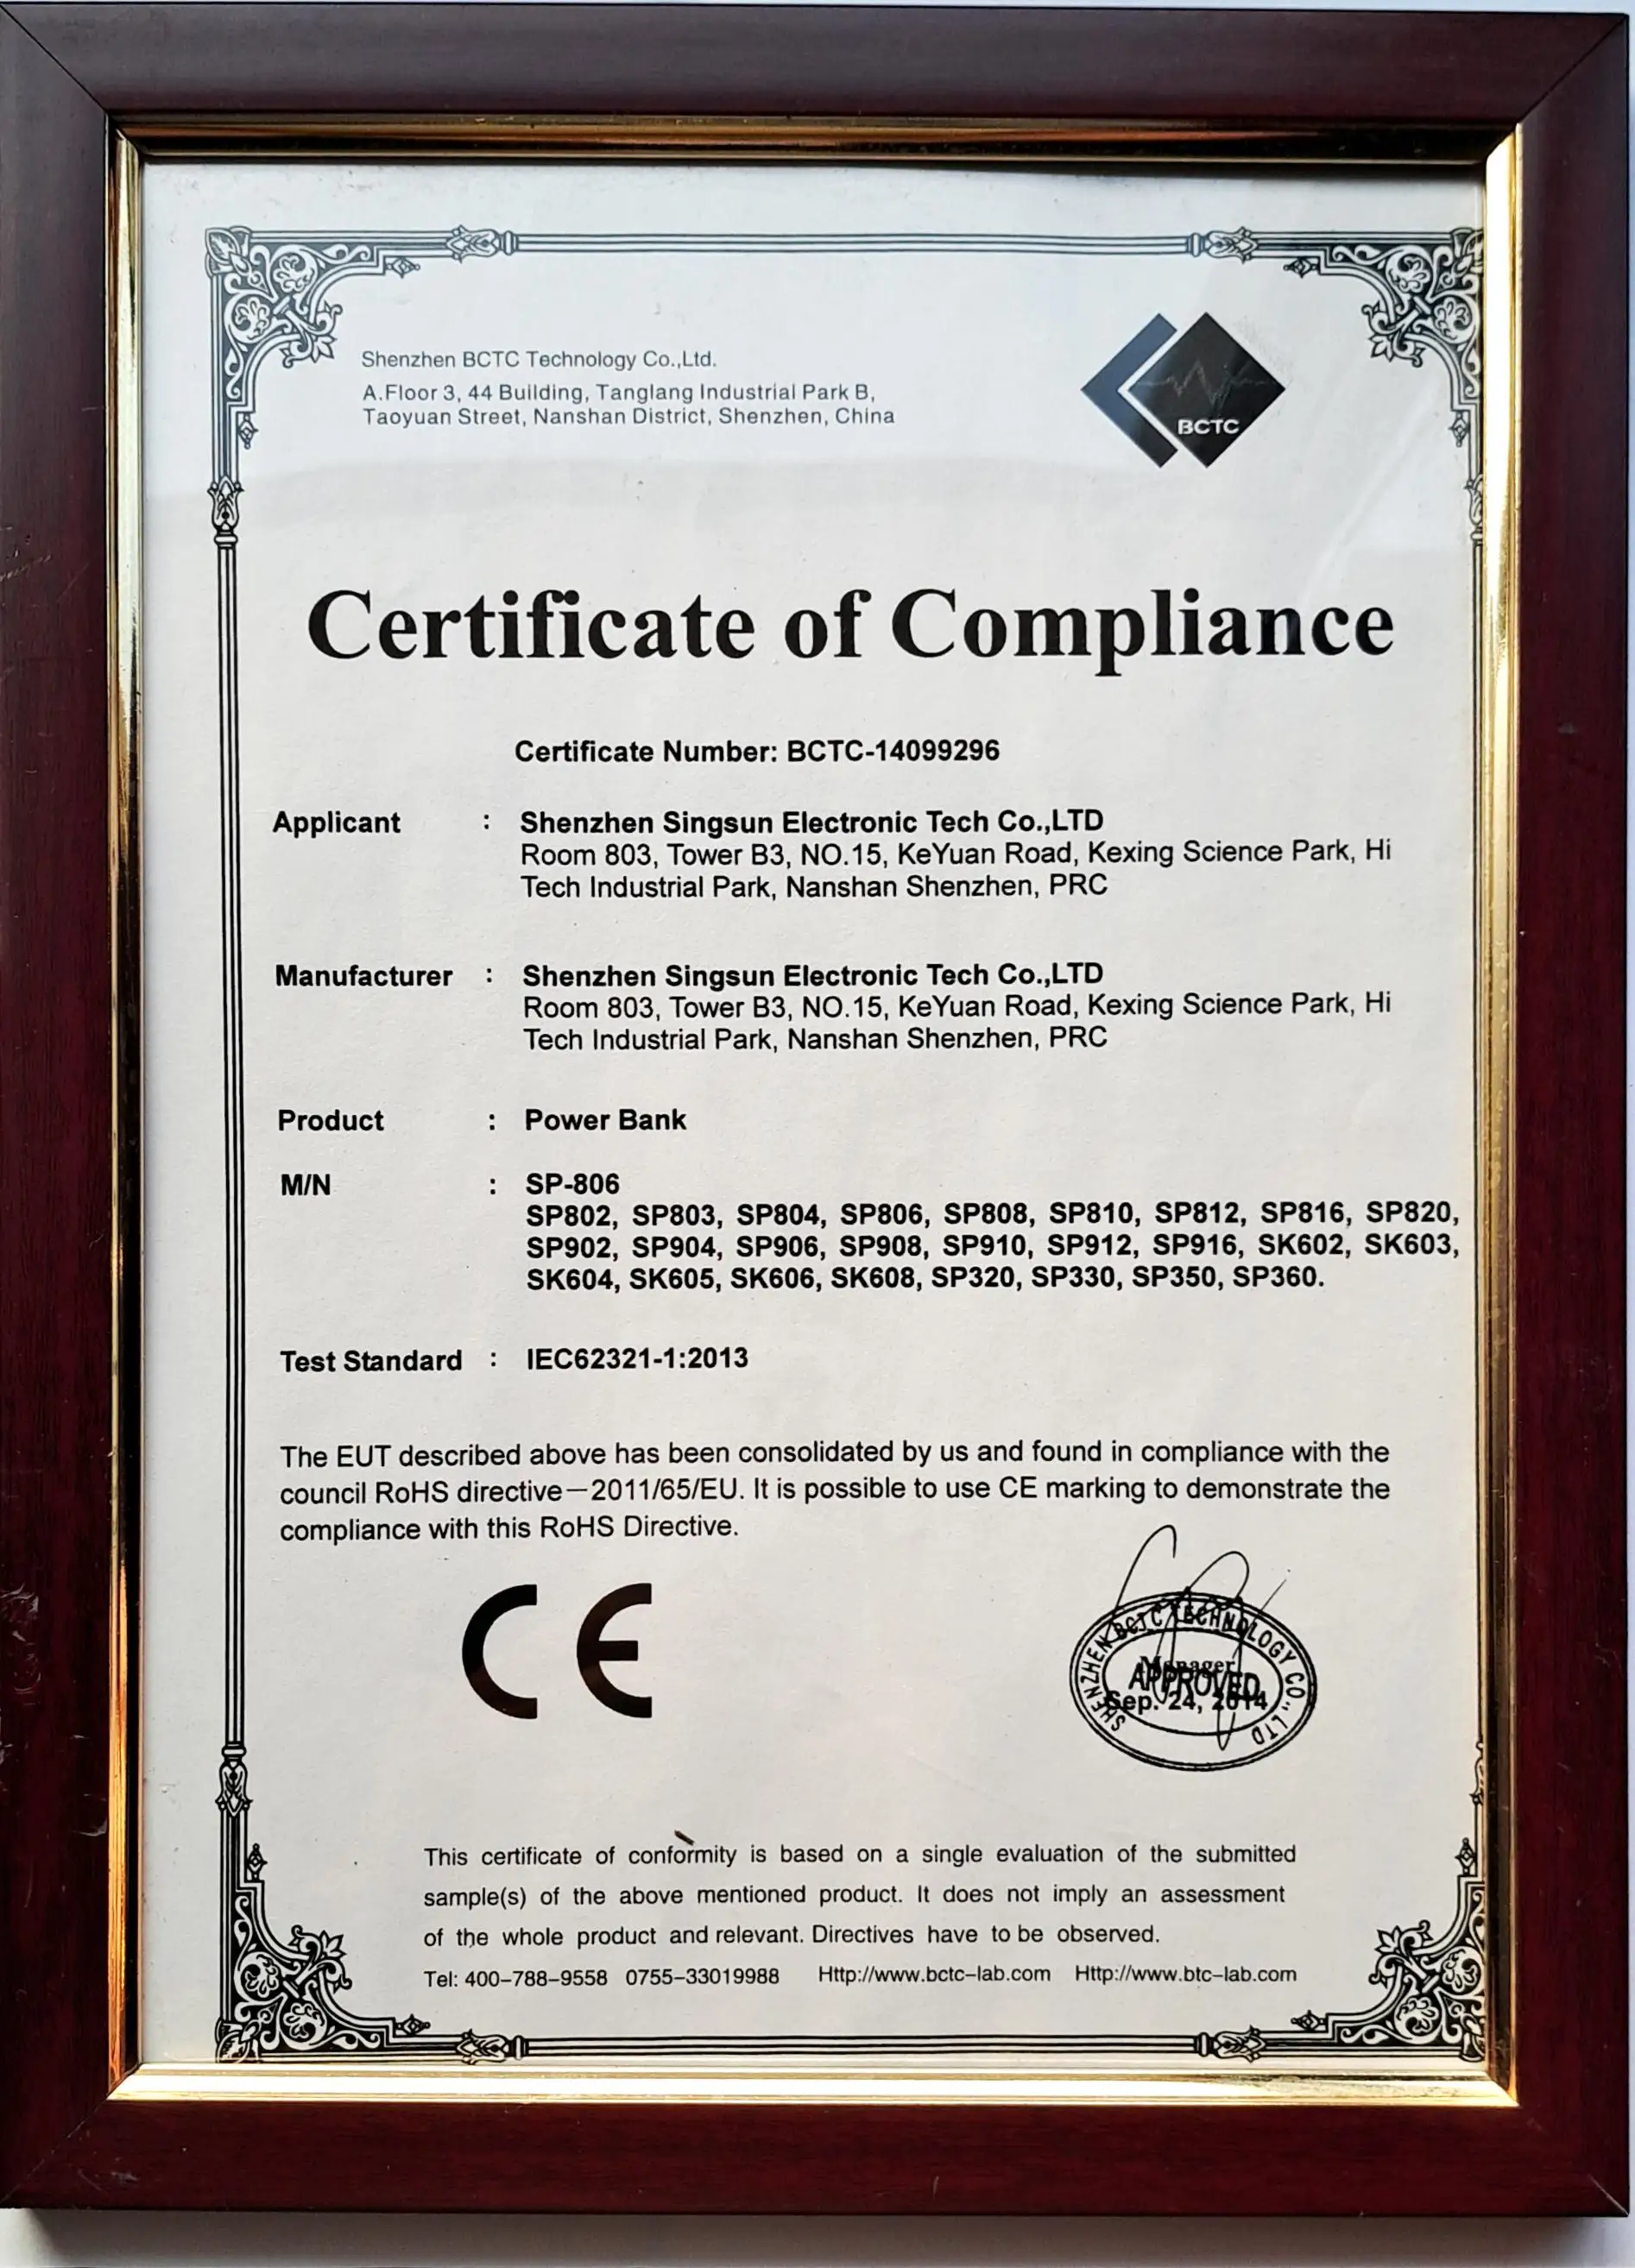 Shenzhen BCTC Technology Co.,Ltd.
A.Floor 3, 44 Building, Tanglang Industrial Park B,
Taoyuan Street, Nanshan District, Shenzhen, China
BCTC
Certificate of Compliance
Certificate Number: BCTC-14099296
Applicant : Shenzhen Singsun Electronic Tech Co.,LTD
Room 803, Tower B3, NO.15, KeYuan Road, Kexing Science Park, Hi
Tech Industrial Park, Nanshan Shenzhen, PRC
Manufacturer : Shenzhen Singsun Electronic Tech Co.,LTD
Room 803, Tower B3, NO.15, KeYuan Road, Kexing Science Park, Hi
Tech Industrial Park, Nanshan Shenzhen, PRC
Product : Power Bank
M/N : SP-806
SP802, SP803, SP804, SP806, SP808, SP810, SP812, SP816, SP820,
SP902, SP904, SP906, SP908, SP910, SP912, SP916, SK602, SK603,
SK604, SK605, SK606, SK608, SP320, SP330, SP350, SP360.
Test Standard : IEC62321-1:2013
The EUT described above has been consolidated by us and found in compliance with the
council RoHS directive—2011/65/EU. It is possible to use CE marking to demonstrate the
compliance with this RoHS Directive.
CE
SHENZHEN BCTC TECHNOLOGY CO., LTD
Manager
APPROVED
Sep. 24, 2014
This certificate of conformity is based on a single evaluation of the submitted
sample(s) of the above mentioned product. It does not imply an assessment
of the whole product and relevant. Directives have to be observed.
Tel: 400-788-9558 0755-33019988 Http://www.bctc-lab.com Http://www.btc-lab.com